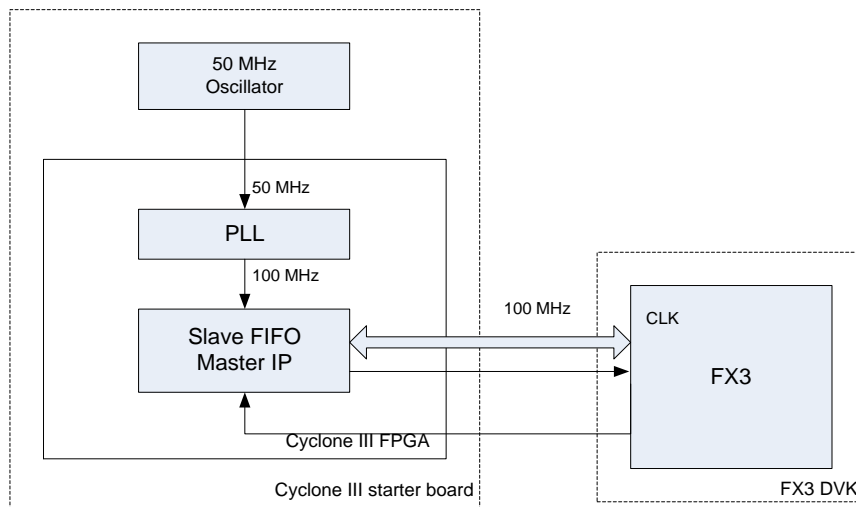 50 MHz
Oscillator
50 MHz
PLL
100 MHz
Slave FIFO
Master IP
100 MHz
CLK
FX3
Cyclone III FPGA
Cyclone III starter board
FX3 DVK